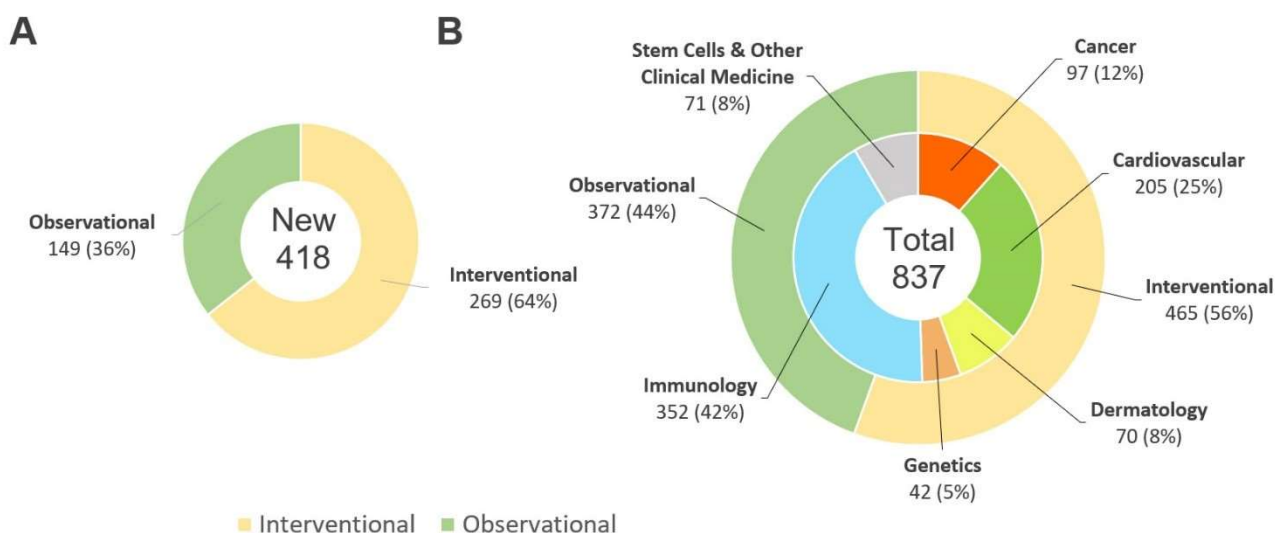 A
Observational
149 (36%)
New
418
Interventional
269 (64%)
B
Stem Cells & Other
Clinical Medicine
71 (8%)
Cancer
97 (12%)
Observational
372 (44%)
Cardiovascular
205 (25%)
Total
837
Interventional
465 (56%)
Immunology
352 (42%)
Dermatology
70 (8%)
Genetics
42 (5%)
Interventional
Observational